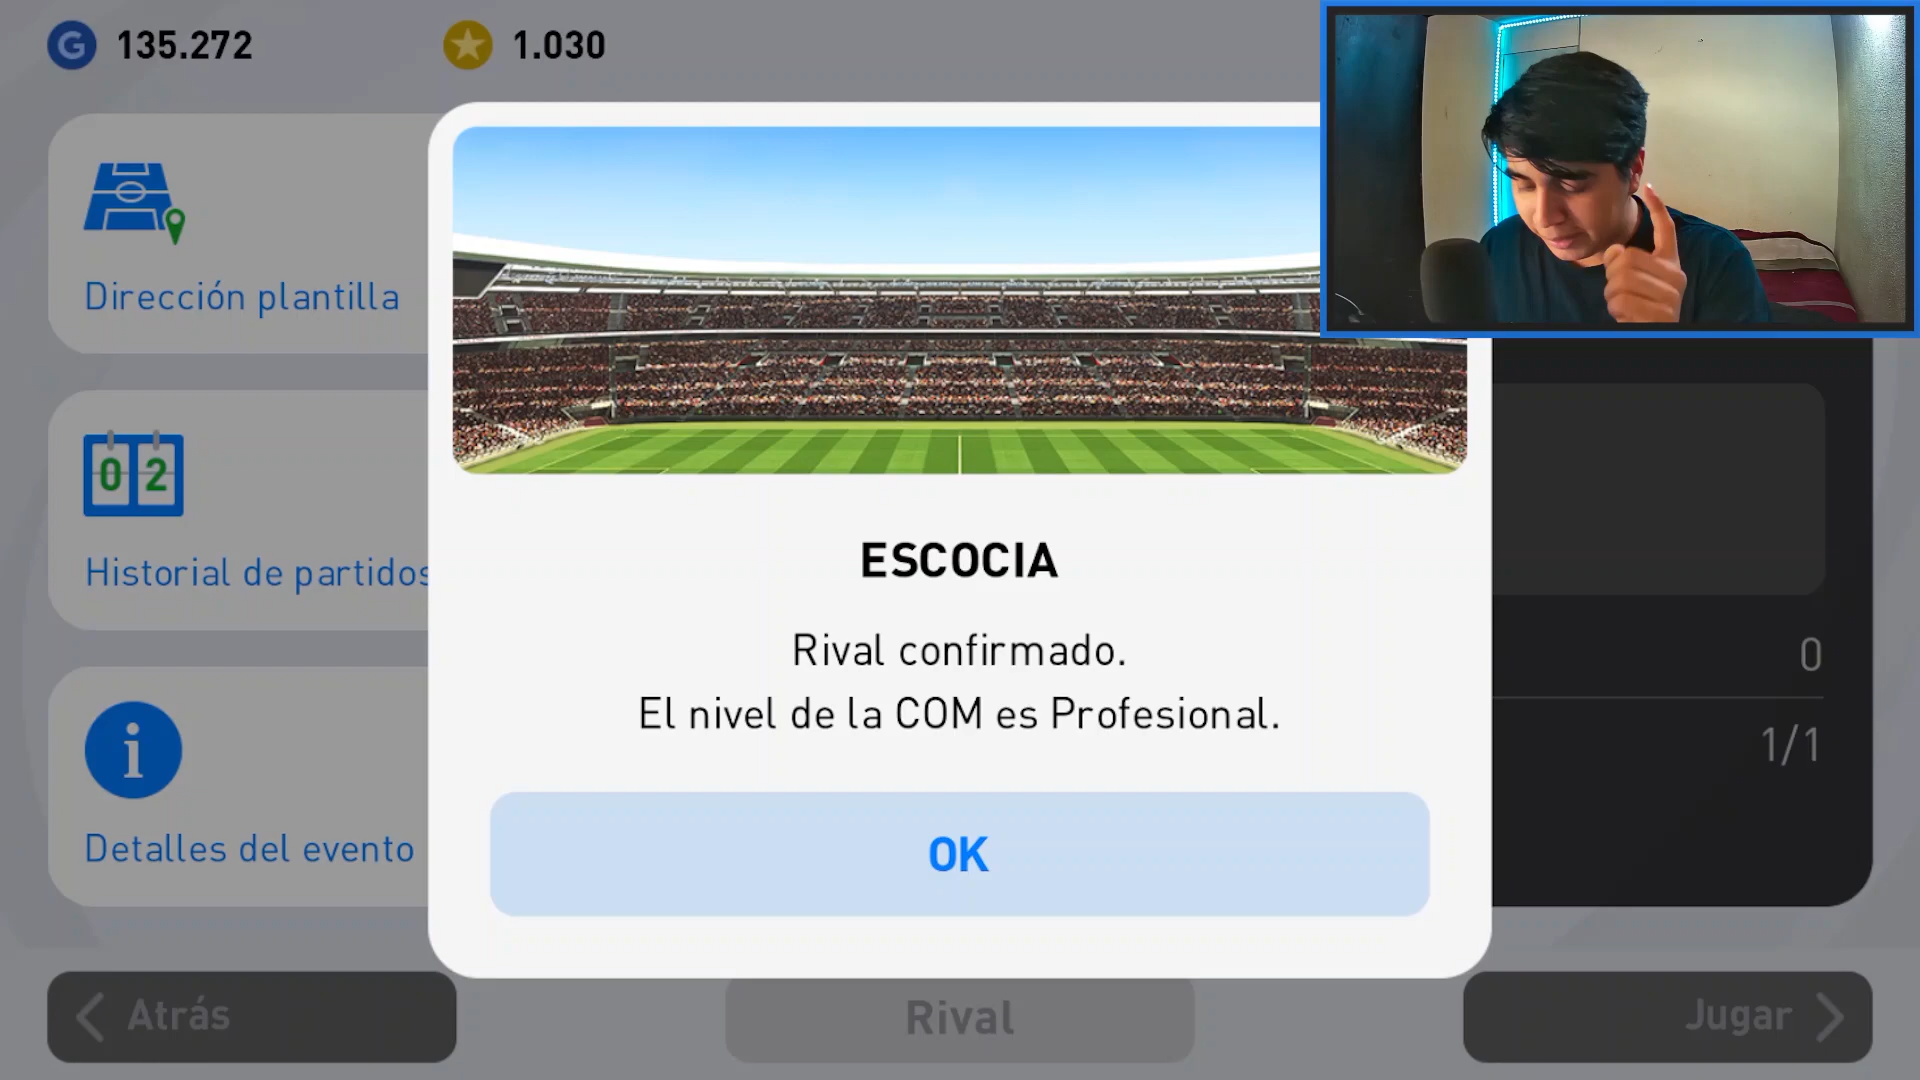 G 135.272
1.030
Dirección plantilla
02
Historial de partidos
i
Detalles del evento
ESCOCIA
Rival confirmado.
El nivel de la COM es Profesional.
OK
0
1/1
Atrás
Rival
Jugar